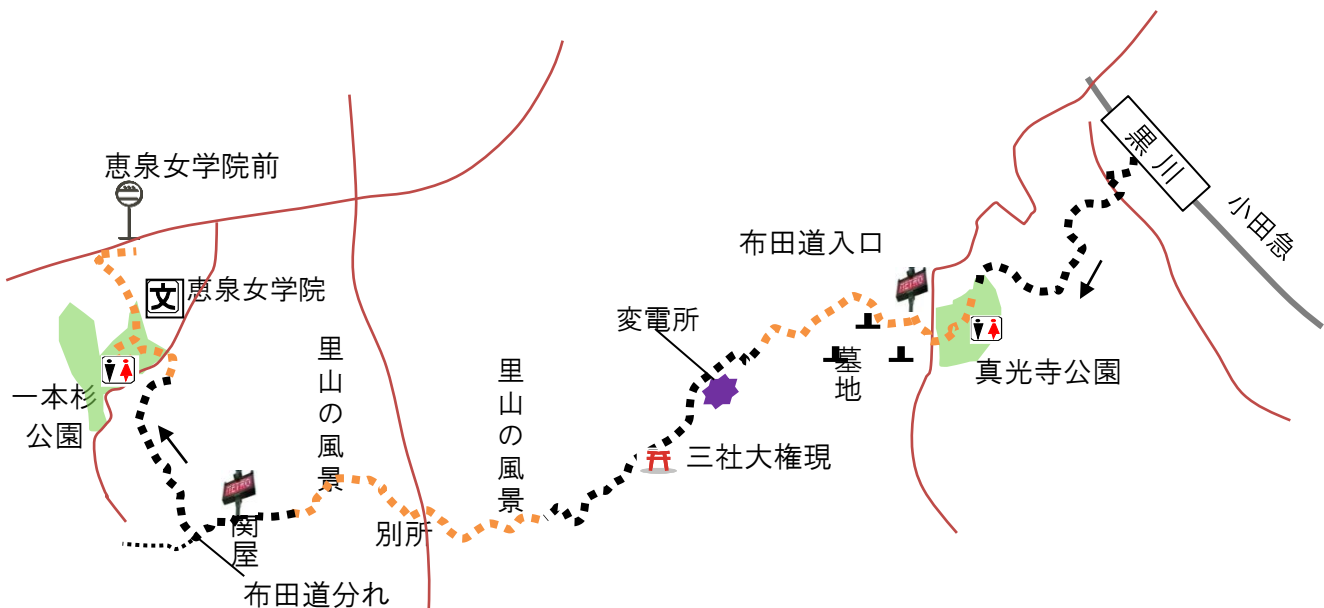 恵泉女学院前
文
恵泉女学院
一本杉
公園
里山の風景
関屋
布田道分れ
別所
里山の風景
三社大権現
変電所
墓地
布田道入口
METRO
METRO
真光寺公園
黒川
小田急